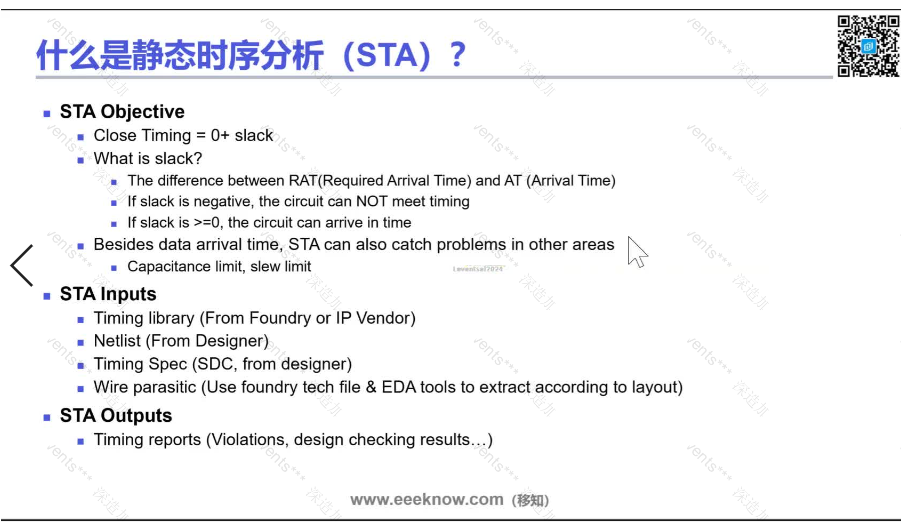 什么是静态时序分析（STA）？
STA Objective
Close Timing = 0+ slack
What is slack?
The difference between RAT(Required Arrival Time) and AT (Arrival Time)
If slack is negative, the circuit can NOT meet timing
If slack is >=0, the circuit can arrive in time
Besides data arrival time, STA can also catch problems in other areas
Capacitance limit, slew limit
STA Inputs
Timing library (From Foundry or IP Vendor)
Netlist (From Designer)
Timing Spec (SDC, from designer)
Wire parasitic (Use foundry tech file & EDA tools to extract according to layout)
STA Outputs
Timing reports (Violations, design checking results…)
www.eeeknow.com（移知）